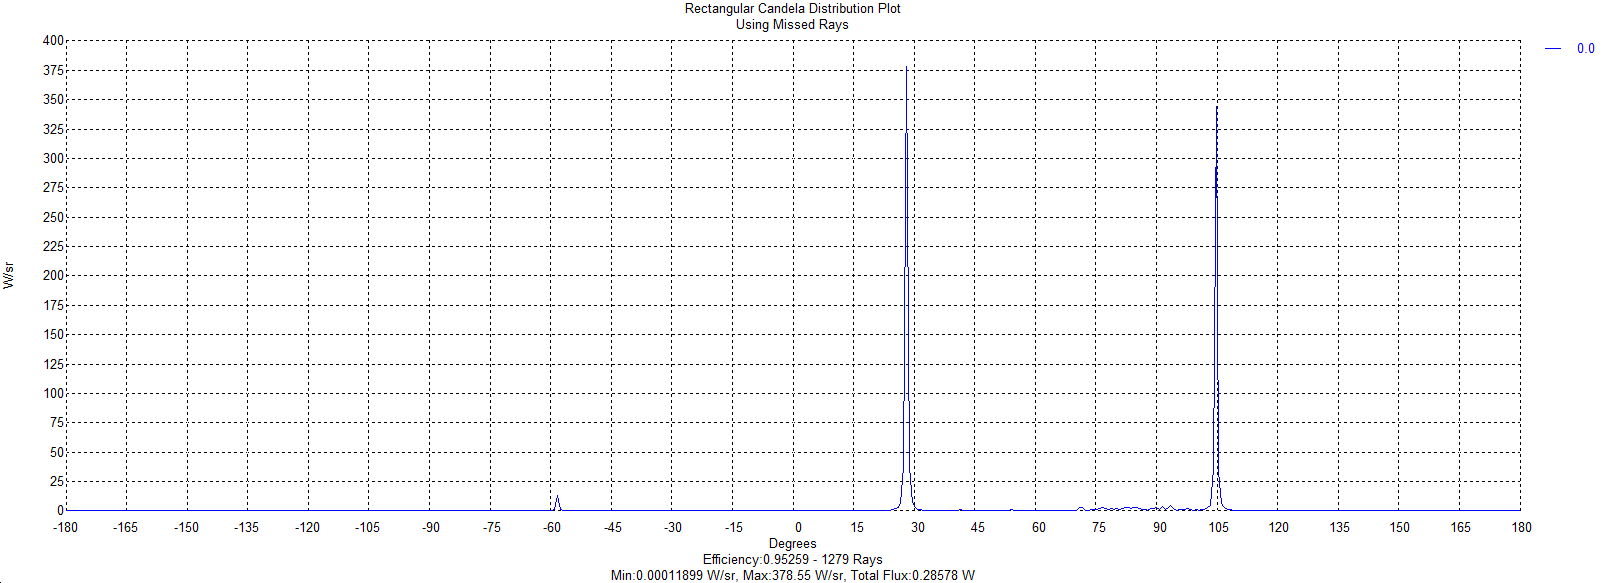 Rectangular Candela Distribution Plot
Using Missed Rays
0.0
400
375
350
325
300
275
250
225
200
175
150
125
100
75
50
25
0
W/sr
-180 -165 -150 -135 -120 -105 -90 -75 -60 -45 -30 -15 0 15 30 45 60 75 90 105 120 135 150 165 180
Degrees
Efficiency:0.95259 - 1279 Rays
Min:0.00011899 W/sr, Max:378.55 W/sr, Total Flux:0.28578 W